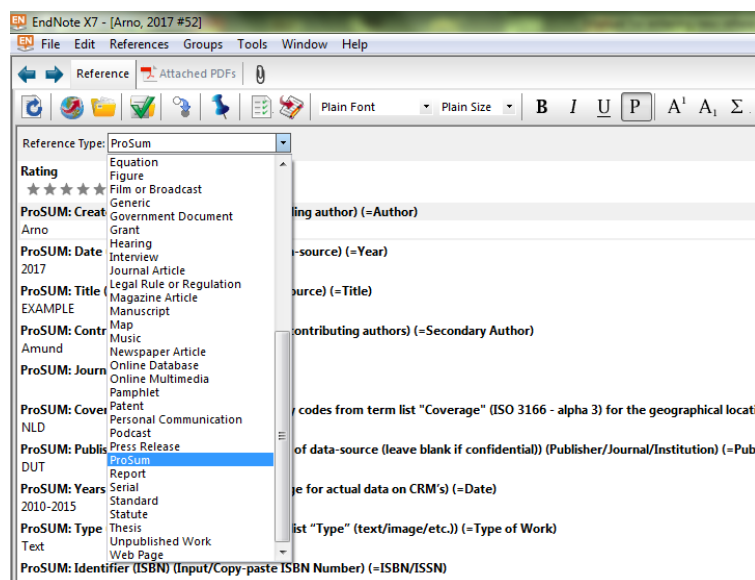 EndNote X7 - [Arno, 2017 #52]
File Edit References Groups Tools Window Help
Reference Attached PDFs
Plain Font Plain Size B I U P A¹ A₁ Σ
Reference Type: ProSum
Equation
Rating
Figure
Film or Broadcast
Generic
ProSUM: Creat ling author) (=Author)
Government Document
Grant
Arno
Hearing
Interview
ProSUM: Date -source) (=Year)
Journal Article
2017
Legal Rule or Regulation
ProSUM: Title ( ource) (=Title)
Magazine Article
EXAMPLE
Manuscript
Map
ProSUM: Contr ontributing authors) (=Secondary Author)
Music
Amund
Newspaper Article
Online Database
ProSUM: Journ
Online Multimedia
Pamphlet
Patent
ProSUM: Cover y codes from term list "Coverage" (ISO 3166 - alpha 3) for the geographical locati
Personal Communication
NLD
Podcast
Press Release
ProSUM: Publis of data-source (leave blank if confidential)) (Publisher/Journal/Institution) (=Pub
ProSum
DUT
Report
Serial
ProSUM: Years ge for actual data on CRM's) (=Date)
Standard
2010-2015
Statute
Thesis
ProSUM: Type ist “Type” (text/image/etc.)) (=Type of Work)
Unpublished Work
Text
Web Page
ProSUM: Identifier (ISBN) (Input/Copy-paste ISBN Number) (=ISBN/ISSN)